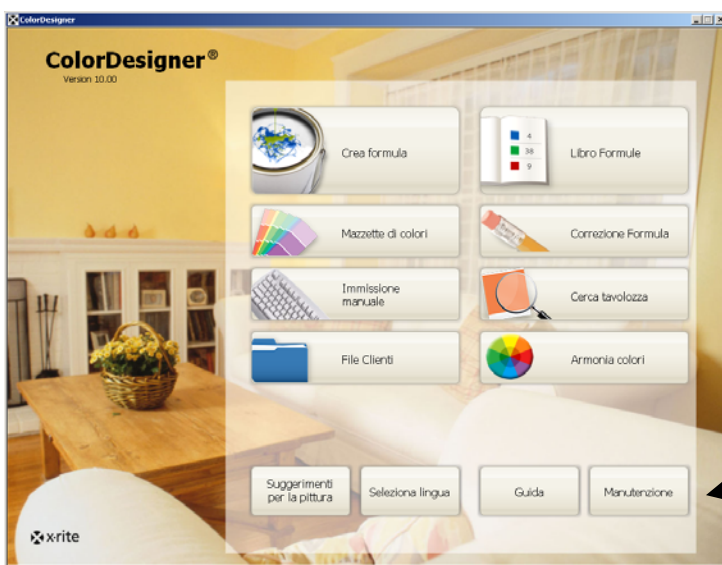 ColorDesigner
ColorDesigner®
Version 10.00
Crea formula
4
38
9
Libro Formule
Mazzette di colori
Correzione Formula
Immissione
manuale
Cerca tavolozza
File Clienti
Armonia colori
Suggerimenti
per la pittura
Seleziona lingua
Guida
Manutenzione
x·rite